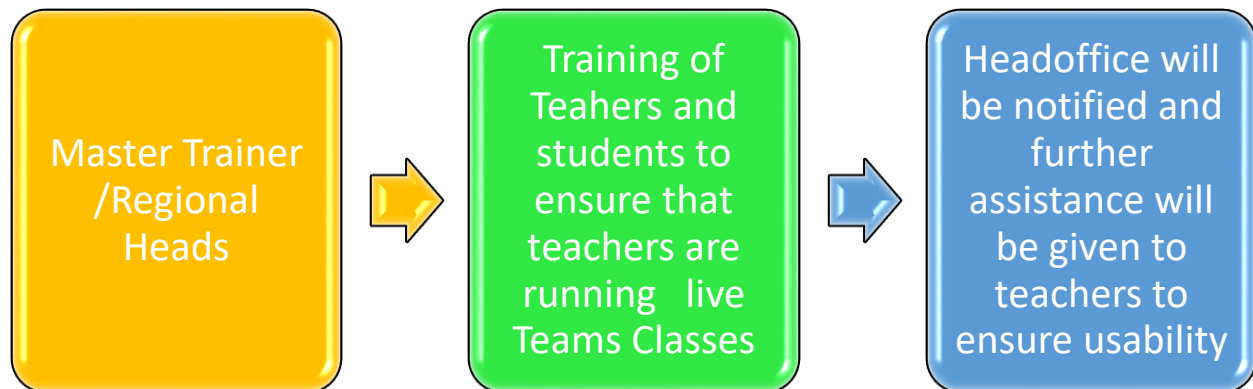 Master Trainer
/Regional
Heads
Training of
Teahers and
students to
ensure that
teachers are
running live
Teams Classes
Headoffice will
be notified and
further
assistance will
be given to
teachers to
ensure usability